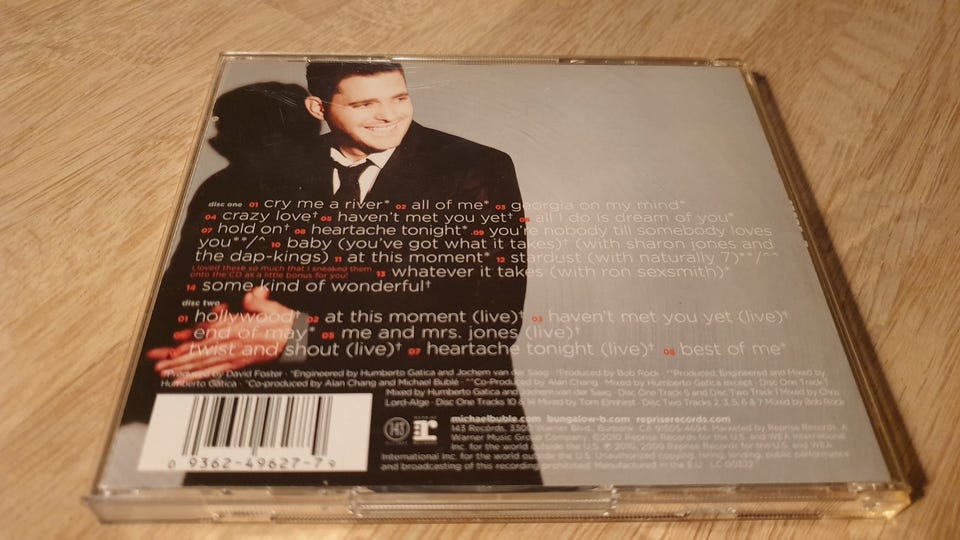 disc one 01 cry me a river* 02 all of me* 03 georgia on my mind*
04 crazy love† 05 haven't met you yet† 06 all i do is dream of you*
07 hold on† 08 heartache tonight* 09 you're nobody till somebody loves
you**/^ 10 baby (you've got what it takes)† (with sharon jones and
the dap-kings) 11 at this moment* 12 stardust (with naturally 7)**/^^
I loved these so much that I sneaked them
onto the CD as a little bonus for you!
13 whatever it takes (with ron sexsmith)*
14 some kind of wonderful†
disc two
01 hollywood† 02 at this moment (live)† 03 haven't met you yet (live)†
end of may* 05 me and mrs. jones (live)†
twist and shout (live)† 07 heartache tonight (live)† 08 best of me*
*Produced by David Foster · *Engineered by Humberto Gatica and Jochem van der Saag · †Produced by Bob Rock · **Produced, Engineered and Mixed by
Humberto Gatica · ^Co-produced by Alan Chang and Michael Bublé · ^^Co-Produced by Alan Chang · Mixed by Humberto Gatica except · Disc One Track 1
Mixed by Humberto Gatica and Jochem van der Saag · Disc One Track 5 and Disc Two Track 1 Mixed by Chris
Lord-Alge · Disc One Tracks 10 & 14 Mixed by Tom Elmhirst · Disc Two Tracks 2, 3, 5, 6 & 7 Mixed by Bob Rock
michaelbuble.com bungalow-b.com repriserecords.com
143 Records, Burbank, CA 91505 4694 · Marketed by Reprise Records. A
Warner Music Group Company. ©2010 Reprise Records for the U.S. and WEA International
Inc. for the world outside the U.S. 2009 Reprise Records for the U.S. and WEA
International Inc. for the world outside the U.S. Unauthorized copying, hiring, lending, public performance
and broadcasting of this recording prohibited. Manufactured in the E.U. LC 00322
143
r
0 93624 9627-7 9